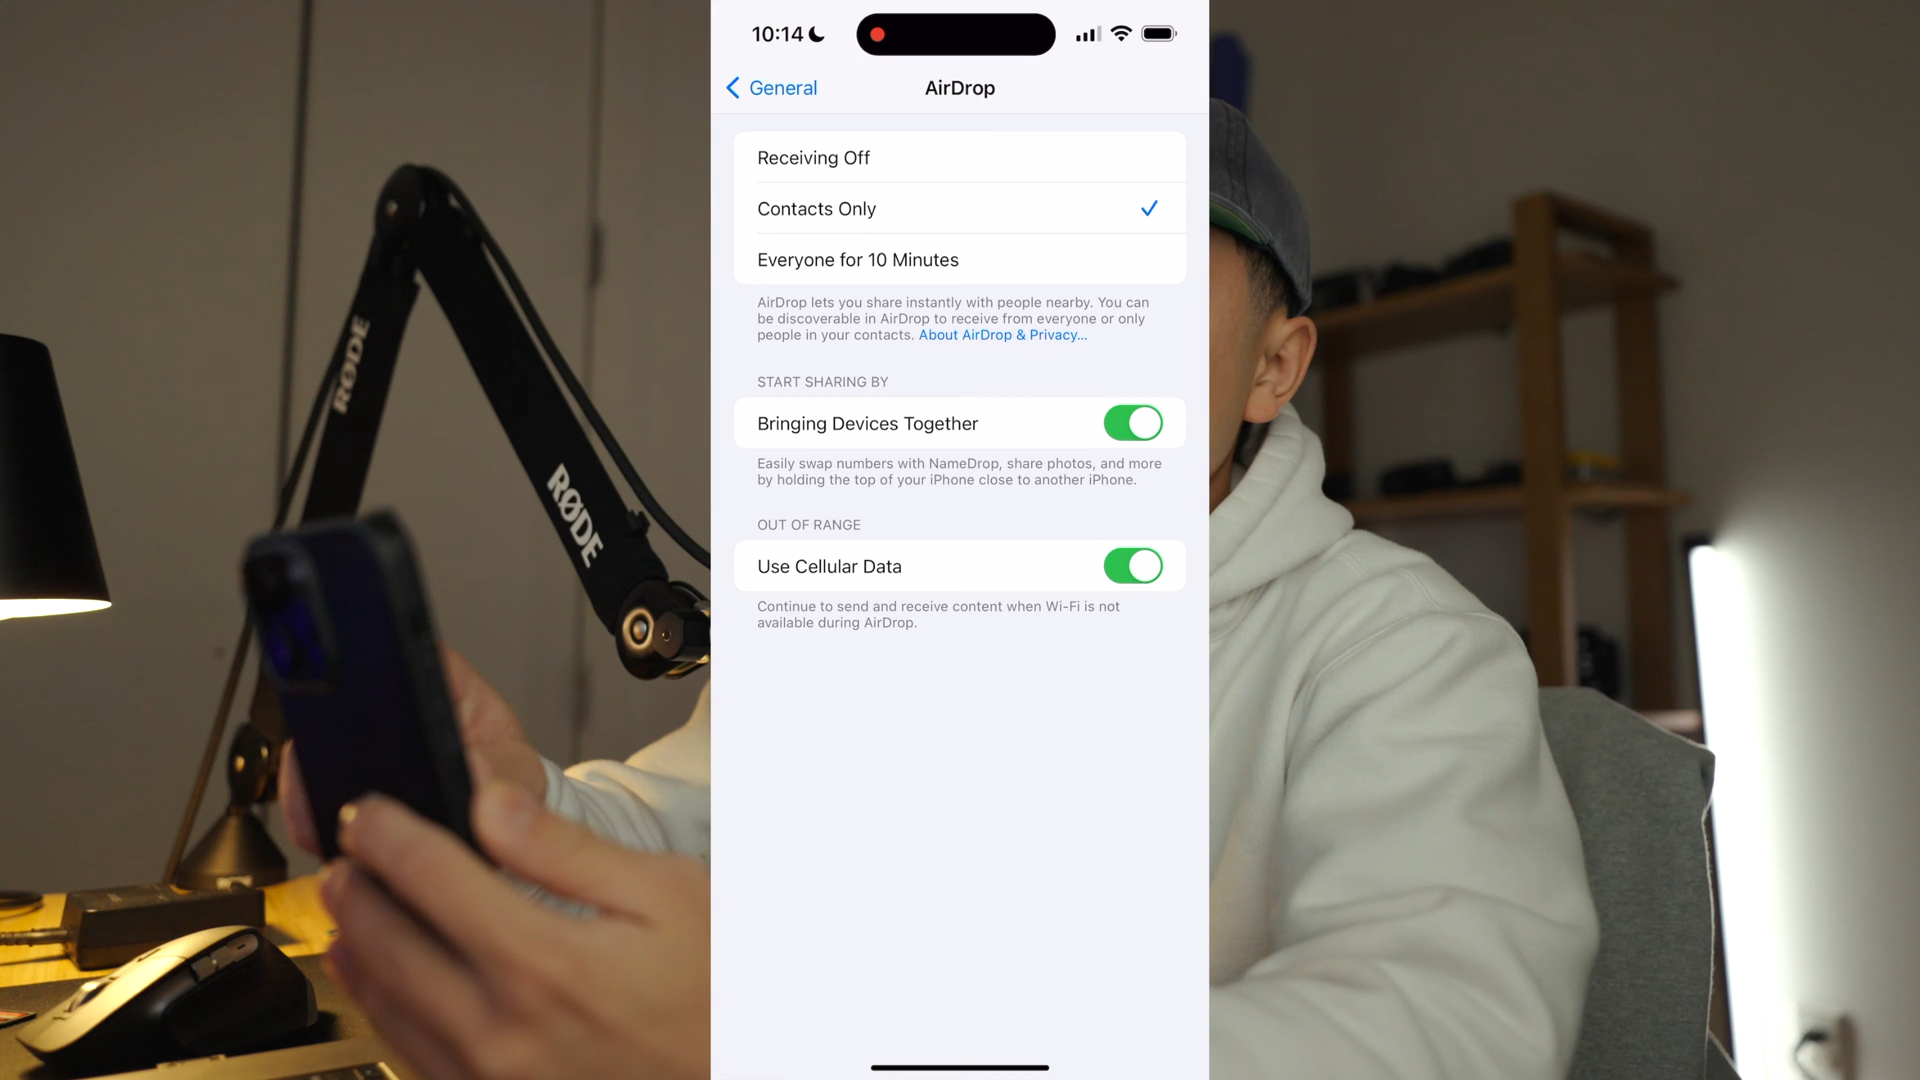 10:14
General
AirDrop
Receiving Off
Contacts Only
Everyone for 10 Minutes
AirDrop lets you share instantly with people nearby. You can
be discoverable in AirDrop to receive from everyone or only
people in your contacts. About AirDrop & Privacy...
START SHARING BY
Bringing Devices Together
Easily swap numbers with NameDrop, share photos, and more
by holding the top of your iPhone close to another iPhone.
OUT OF RANGE
Use Cellular Data
Continue to send and receive content when Wi-Fi is not
available during AirDrop.
RØDE
RØDE